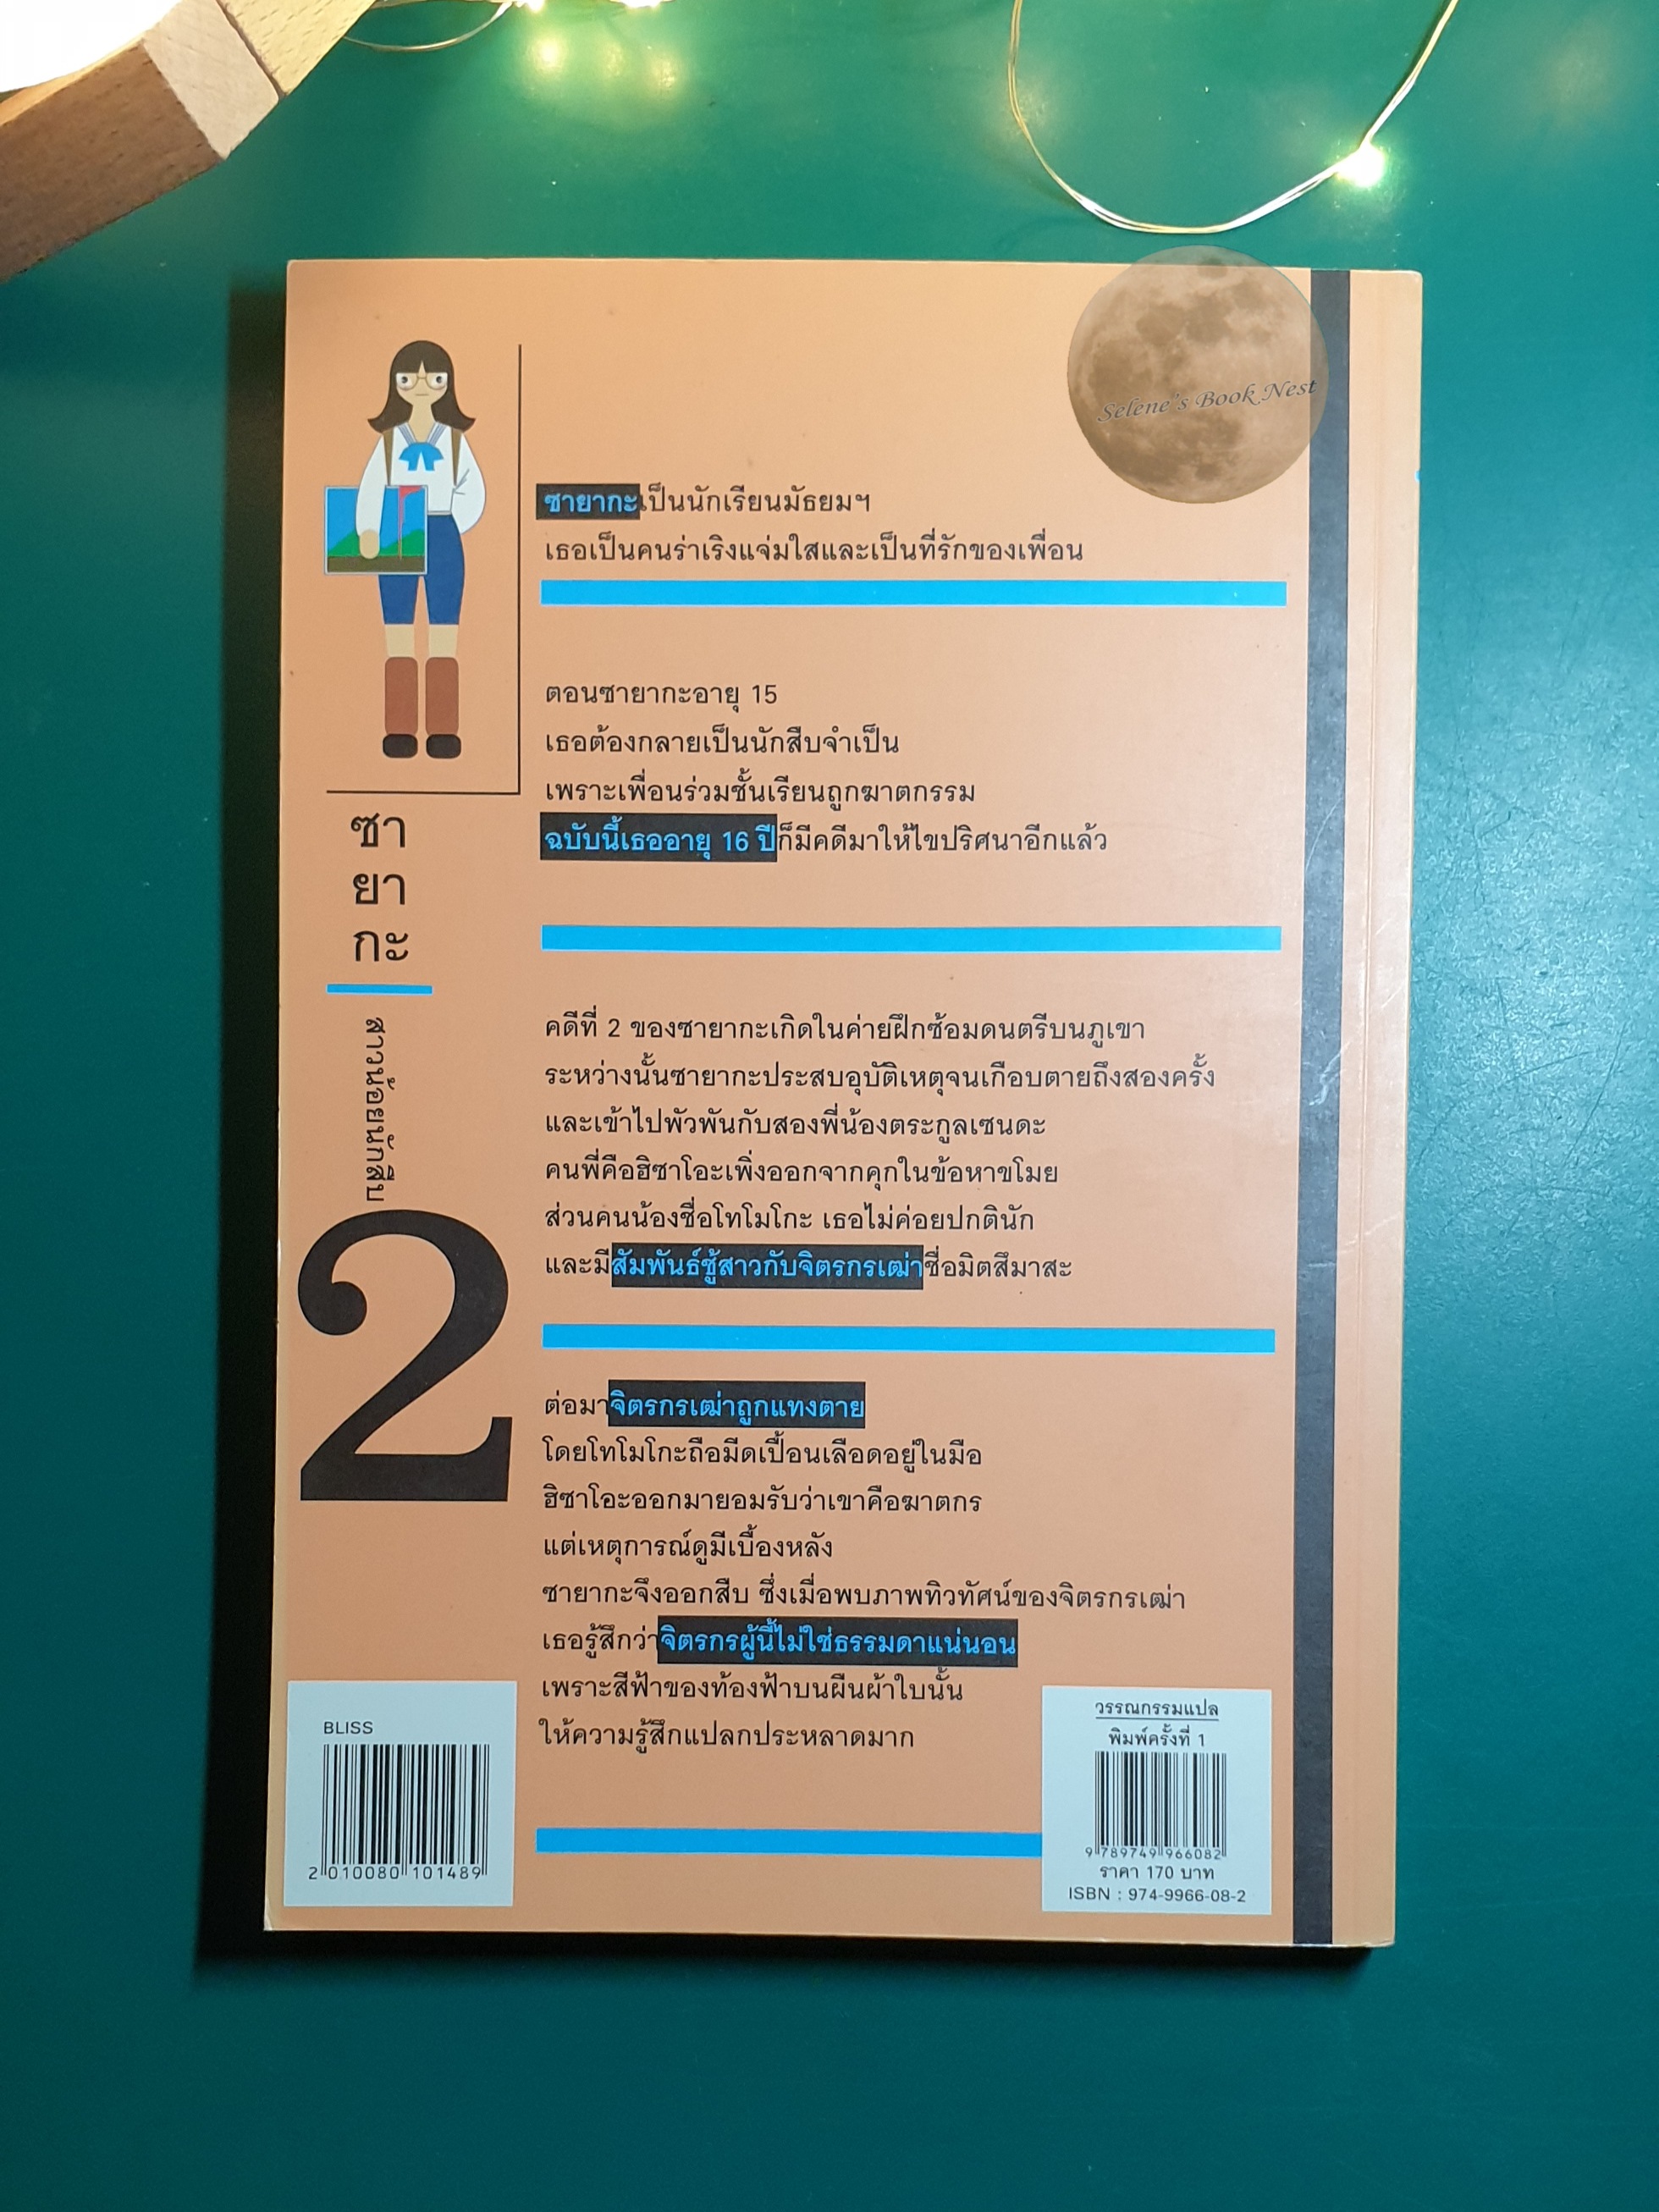 Selene"s Book Nest
ซายากะเป็นนักเรียนมัธยมฯ
เธอเป็นคนร่าเริงแจ่มใสและเป็นที่รักของเพื่อน
ตอนซายากะอายุ 15
เธอต้องกลายเป็นนักสืบจำเป็น
เพราะเพื่อนร่วมชั้นเรียนถูกฆาตกรรม
ฉบับนี้เธออายุ 16 ปีก็มีคดีมาให้ไขปริศนาอีกแล้ว
ซา
ยา
กะ
สาวน้อยนักสืบ
2
คดีที่ 2 ของซายากะเกิดในค่ายฝึกซ้อมดนตรีบนภูเขา
ระหว่างนั้นซายากะประสบอุบัติเหตุจนเกือบตายถึงสองครั้ง
และเข้าไปพัวพันกับสองพี่น้องตระกูลเซนดะ
คนพี่คือฮิซาโอะเพิ่งออกจากคุกในข้อหาขโมย
ส่วนคนน้องชื่อโทโมโกะ เธอไม่ค่อยปกตินัก
และมีสัมพันธ์ชู้สาวกับจิตรกรเฒ่าชื่อมิตสึมาสะ
ต่อมาจิตรกรเฒ่าถูกแทงตาย
โดยโทโมโกะถือมีดเปื้อนเลือดอยู่ในมือ
ฮิซาโอะออกมายอมรับว่าเขาคือฆาตกร
แต่เหตุการณ์ดูมีเบื้องหลัง
ซายากะจึงออกสืบ ซึ่งเมื่อพบภาพทิวทัศน์ของจิตรกรเฒ่า
เธอรู้สึกว่าจิตรกรผู้นี้ไม่ใช่ธรรมดาแน่นอน
เพราะสีฟ้าของท้องฟ้าบนผืนผ้าใบนั้น
ให้ความรู้สึกแปลกประหลาดมาก
BLISS
2 010080 101489
วรรณกรรมแปล
พิมพ์ครั้งที่ 1
9 789749 966082
ราคา 170 บาท
ISBN : 974-9966-08-2